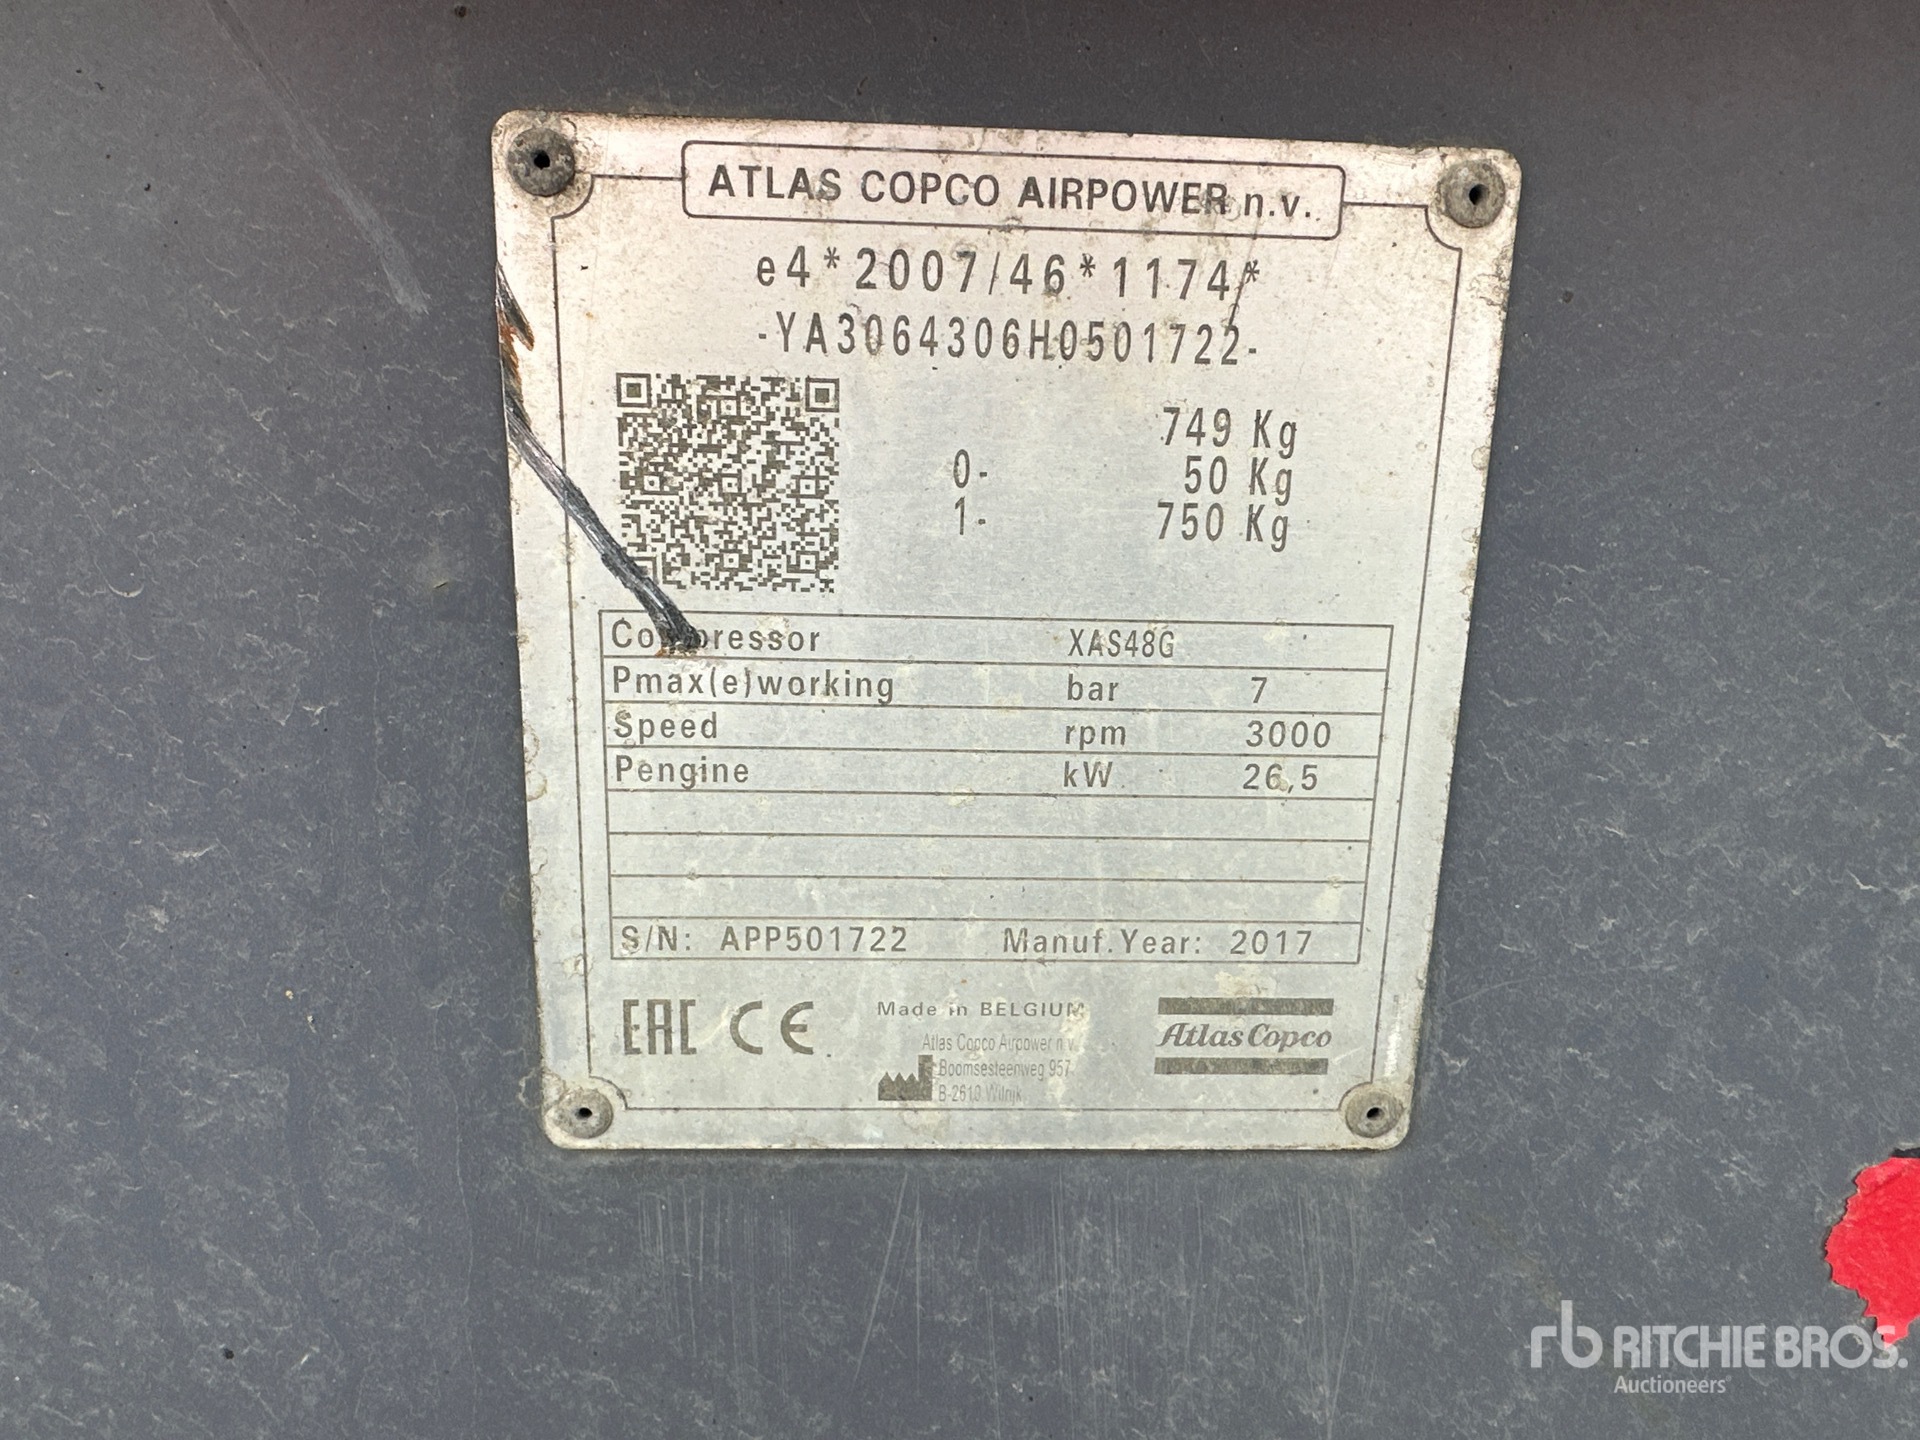 ATLAS COPCO AIRPOWER n.v.
e4*2007/46*1174*
-YA3064306H0501722-
749 Kg
0- 50 Kg
1- 750 Kg
Compressor XAS48G
Pmax(e)working bar 7
Speed rpm 3000
Pengine kW 26,5
S/N: APP501722 Manuf.Year: 2017
EAC CE
Made in BELGIUM
Atlas Copco Airpower n.v.
Boomsesteenweg 957
B-2610 Wilrijk
Atlas Copco
rb RITCHIE BROS.
Auctioneers